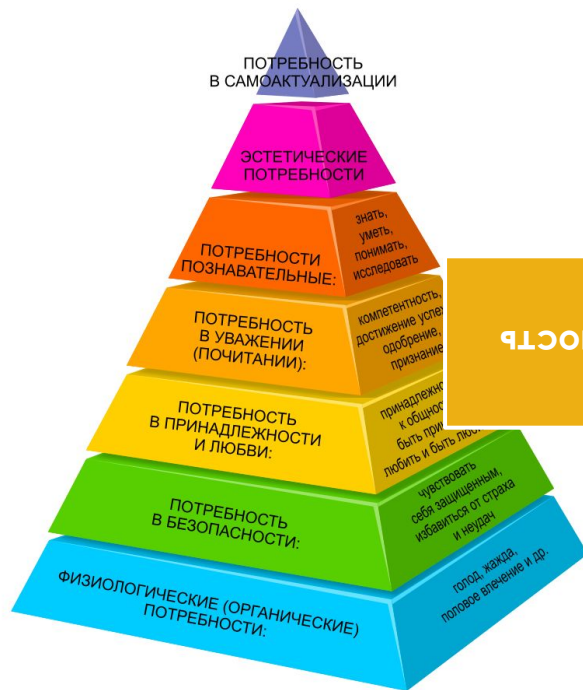 ПОТРЕБНОСТЬ
В САМОАКТУАЛИЗАЦИИ
ЭСТЕТИЧЕСКИЕ
ПОТРЕБНОСТИ
ПОТРЕБНОСТИ
ПОЗНАВАТЕЛЬНЫЕ:
знать,
уметь,
понимать,
исследовать
ПОТРЕБНОСТЬ
В УВАЖЕНИИ
(ПОЧИТАНИИ):
компетентность,
достижение
одобрение,
признание
ПОТРЕБНОСТЬ
В ПРИНАДЛЕЖНОСТИ
И ЛЮБВИ:
к
быть
любить и быть
ПОТРЕБНОСТЬ
В БЕЗОПАСНОСТИ:
чувствовать
себя защищенным,
избавиться от страха
и неудач
ФИЗИОЛОГИЧЕСКИЕ (ОРГАНИЧЕСКИЕ)
ПОТРЕБНОСТИ:
голод, жажда,
половое влечение и др.